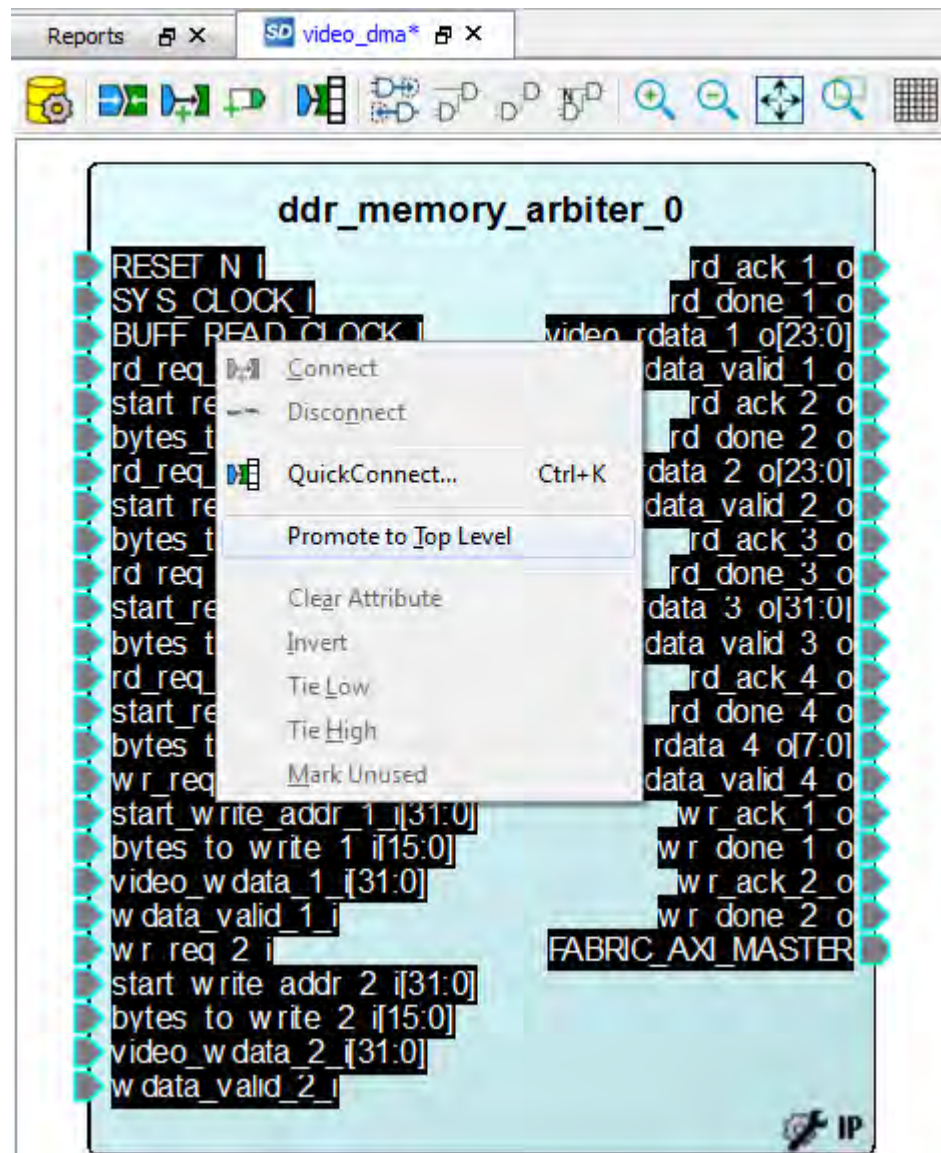 Reports
SD video_dma*
ddr_memory_arbiter_0
RESET_N_I
SYS_CLOCK_I
BUFF_READ_CLOCK_I
rd_req_
start_re
bytes_t
rd_req_
start_re
bytes_t
rd_req
start_re
bytes_t
rd_req_
start_re
bytes_t
wr_req
start_write_addr_1_i[31:0]
bytes_to_write_1_i[15:0]
video_wdata_1_i[31:0]
wdata_valid_1_i
wr_req_2_i
start_write_addr_2_i[31:0]
bytes_to_write_2_i[15:0]
video_wdata_2_i[31:0]
wdata_valid_2_i
Connect
Disconnect
QuickConnect... Ctrl+K
Promote to Top Level
Clear Attribute
Invert
Tie Low
Tie High
Mark Unused
rd_ack_1_o
rd_done_1_o
video_rdata_1_o[23:0]
data_valid_1_o
rd_ack_2_o
rd_done_2_o
rdata_2_o[23:0]
data_valid_2_o
rd_ack_3_o
rd_done_3_o
rdata_3_o[31:0]
data_valid_3_o
rd_ack_4_o
rd_done_4_o
rdata_4_o[7:0]
data_valid_4_o
wr_ack_1_o
wr_done_1_o
wr_ack_2_o
wr_done_2_o
FABRIC_AXI_MASTER
IP